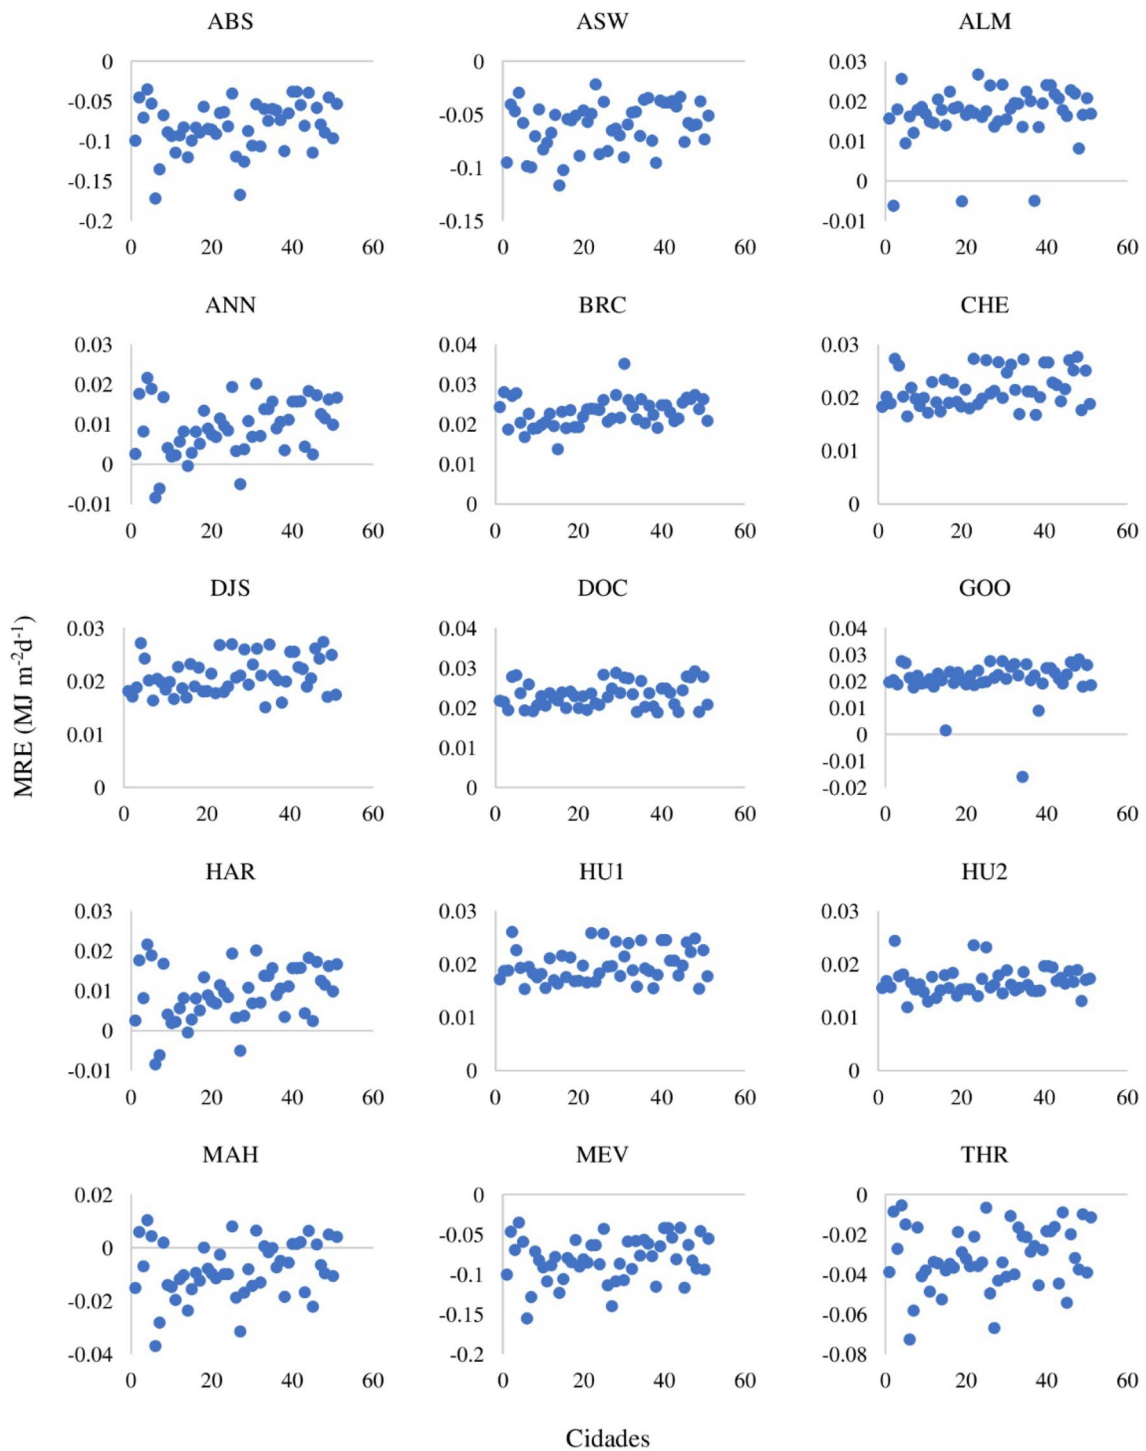 ABS ASW ALM
0 0 0.03
-0.05 -0.05 0.02
-0.1 -0.1 0.01
-0.15 0
-0.2 -0.15 -0.01
0 20 40 60 0 20 40 60 0 20 40 60
ANN BRC CHE
0.03 0.04 0.03
0.02 0.03 0.02
0.01 0.02
0 0.01 0.01
-0.01 0 0
0 20 40 60 0 20 40 60 0 20 40 60
DJS DOC GOO
0.03 0.04 0.04
0.03 0.03
0.02 0.02 0.02
0.01
0.01 0.01 0
-0.01
0 0 -0.02
0 20 40 60 0 20 40 60 0 20 40 60
MRE (MJ m-2d-1)
HAR HU1 HU2
0.03 0.03 0.03
0.02 0.02 0.02
0.01
0 0.01 0.01
-0.01 0 0
0 20 40 60 0 20 40 60 0 20 40 60
MAH MEV THR
0.02 0 0
0 -0.05 -0.02
-0.02 -0.1 -0.04
-0.15 -0.06
-0.04 -0.2 -0.08
0 20 40 60 0 20 40 60 0 20 40 60
Cidades